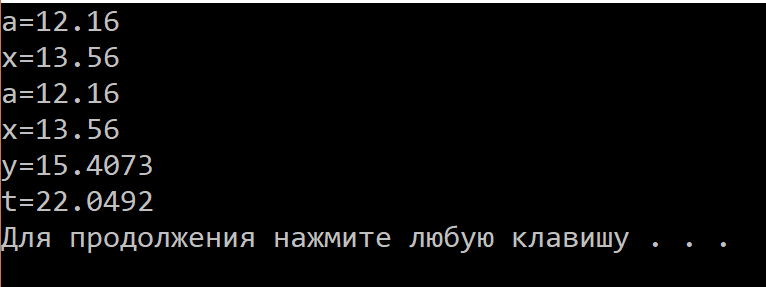 a=12.16
x=13.56
a=12.16
x=13.56
y=15.4073
t=22.0492
Для продолжения нажмите любую клавишу . . .